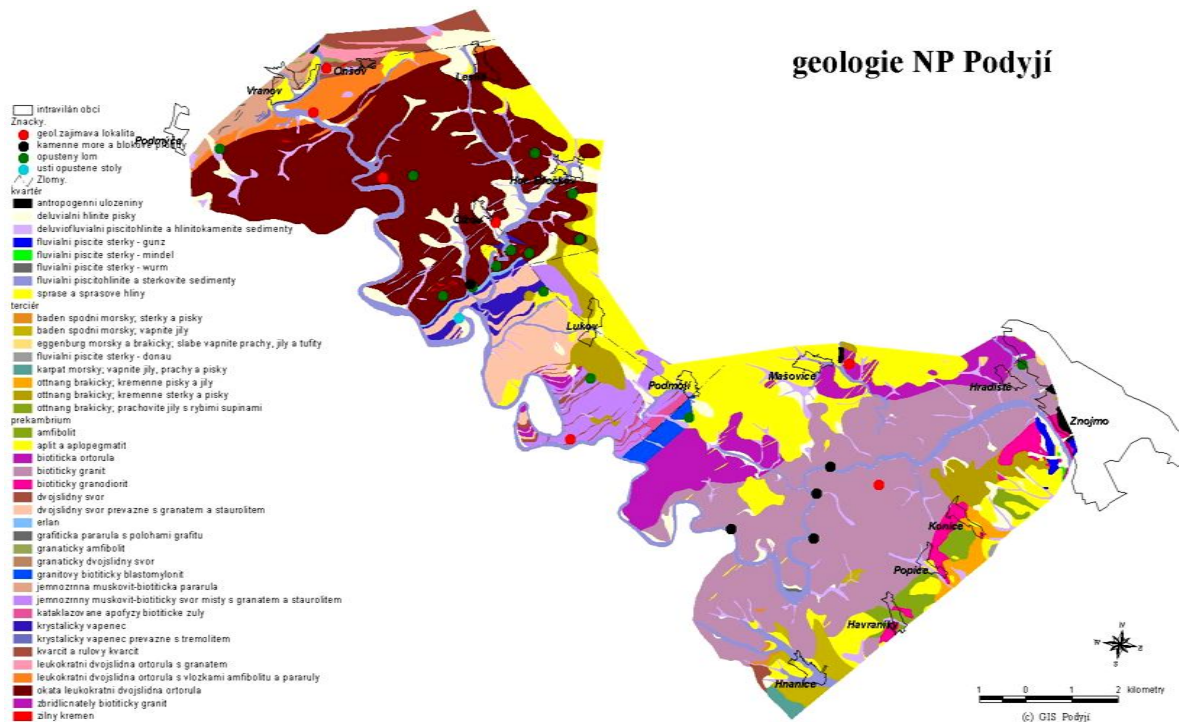 geologie NP Podyjí
intravilán obcí
Znacky.
geol.zajimava lokalita
kamenne more a blokove proudy
opusteny lom
usti opustene stoly
Zlomy.
kvartér
antropogenni ulozeniny
deluvialni hlinite pisky
deluviofluvialni piscitohlinite a hlinitokamenite sedimenty
fluvialni piscite sterky - gunz
fluvialni piscite sterky - mindel
fluvialni piscite sterky - wurm
fluvialni piscitohlinite a sterkovite sedimenty
sprase a sprasove hliny
terciér
baden spodni morsky; sterky a pisky
baden spodni morsky; vapnite jily
eggenburg morsky a brakicky; slabe vapnite prachy, jily a tufity
fluvialni piscite sterky - donau
karpat morsky; vapnite jily, prachy a pisky
ottnang brakicky; kremenne pisky a jily
ottnang brakicky; kremenne sterky a pisky
ottnang brakicky; prachovite jily s rybimi supinami
prekambrium
amfibolit
aplit a aplopegmatit
biotiticka ortorula
biotiticky granit
biotiticky granodiorit
dvojslidny svor
dvojslidny svor prevazne s granatem a staurolitem
erlan
grafiticka pararula s polohami grafitu
granaticky amfibolit
granaticky dvojslidny svor
granitovy biotiticky blastomylonit
jemnozrnna muskovit-biotiticka pararula
jemnozrnny muskovit-biotiticky svor misty s granatem a staurolitem
kataklazovane apofyzy biotiticke zuly
krystalicky vapenec
krystalicky vapenec prevazne s tremolitem
kvarcit a rulovy kvarcit
leukokratni dvojslidna ortorula s granatem
leukokratni dvojslidna ortorula s vlozkami amfibolitu a pararuly
okata leukokratni dvojslidna ortorula
zbridlicnately biotiticky granit
zilny kremen
Onšov
Vranov
Lesná
Podmyče
Lukov
Podmolí
Mašovice
Hradiště
Znojmo
Konice
Popice
Havraníky
Hnanice
1 0 1 2 kilometry
(c) GIS Podyjí